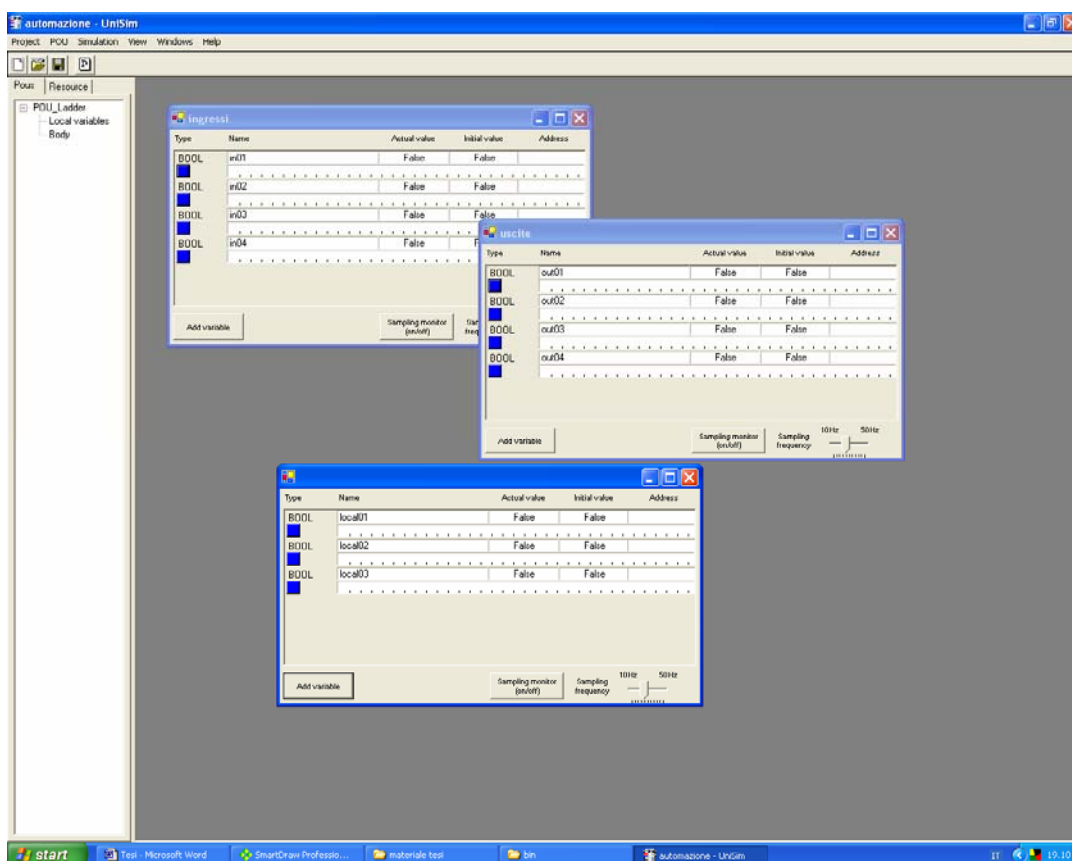 automazione - UniSim
Project POU Simulation View Windows Help
Pous Resource
POU_Ladder
Local variables
Body
ingressi
Type Name Actual value Initial value Address
BOOL in01 False False
BOOL in02 False False
BOOL in03 False False
BOOL in04 False
Add variable Sampling monitor (on/off)
uscite
Type Name Actual value Initial value Address
BOOL out01 False False
BOOL out02 False False
BOOL out03 False False
BOOL out04 False False
Add variable Sampling monitor (on/off) Sampling frequency 10Hz 50Hz
Type Name Actual value Initial value Address
BOOL local01 False False
BOOL local02 False False
BOOL local03 False False
Add variable Sampling monitor (on/off) Sampling frequency 10Hz 50Hz
start Tesi - Microsoft Word SmartDraw Professio... materiale tesi bin automazione - UniSim IT 19.10